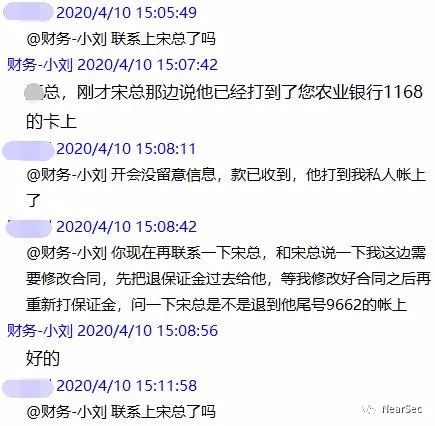 2020/4/10 15:05:49
@财务-小刘 联系上宋总了吗
财务-小刘 2020/4/10 15:07:42
总，刚才宋总那边说他已经打到了您农业银行1168
的卡上
2020/4/10 15:08:11
@财务-小刘 开会没留意信息，款已收到，他打到我私人帐上
了
2020/4/10 15:08:42
@财务-小刘 你现在再联系一下宋总，和宋总说一下我这边需
要修改合同，先把退保证金过去给他，等我修改好合同之后再
重新打保证金，问一下宋总是不是退到他尾号9662的帐上
财务-小刘 2020/4/10 15:08:56
好的
2020/4/10 15:11:58
@财务-小刘 联系上宋总了吗
NearSec